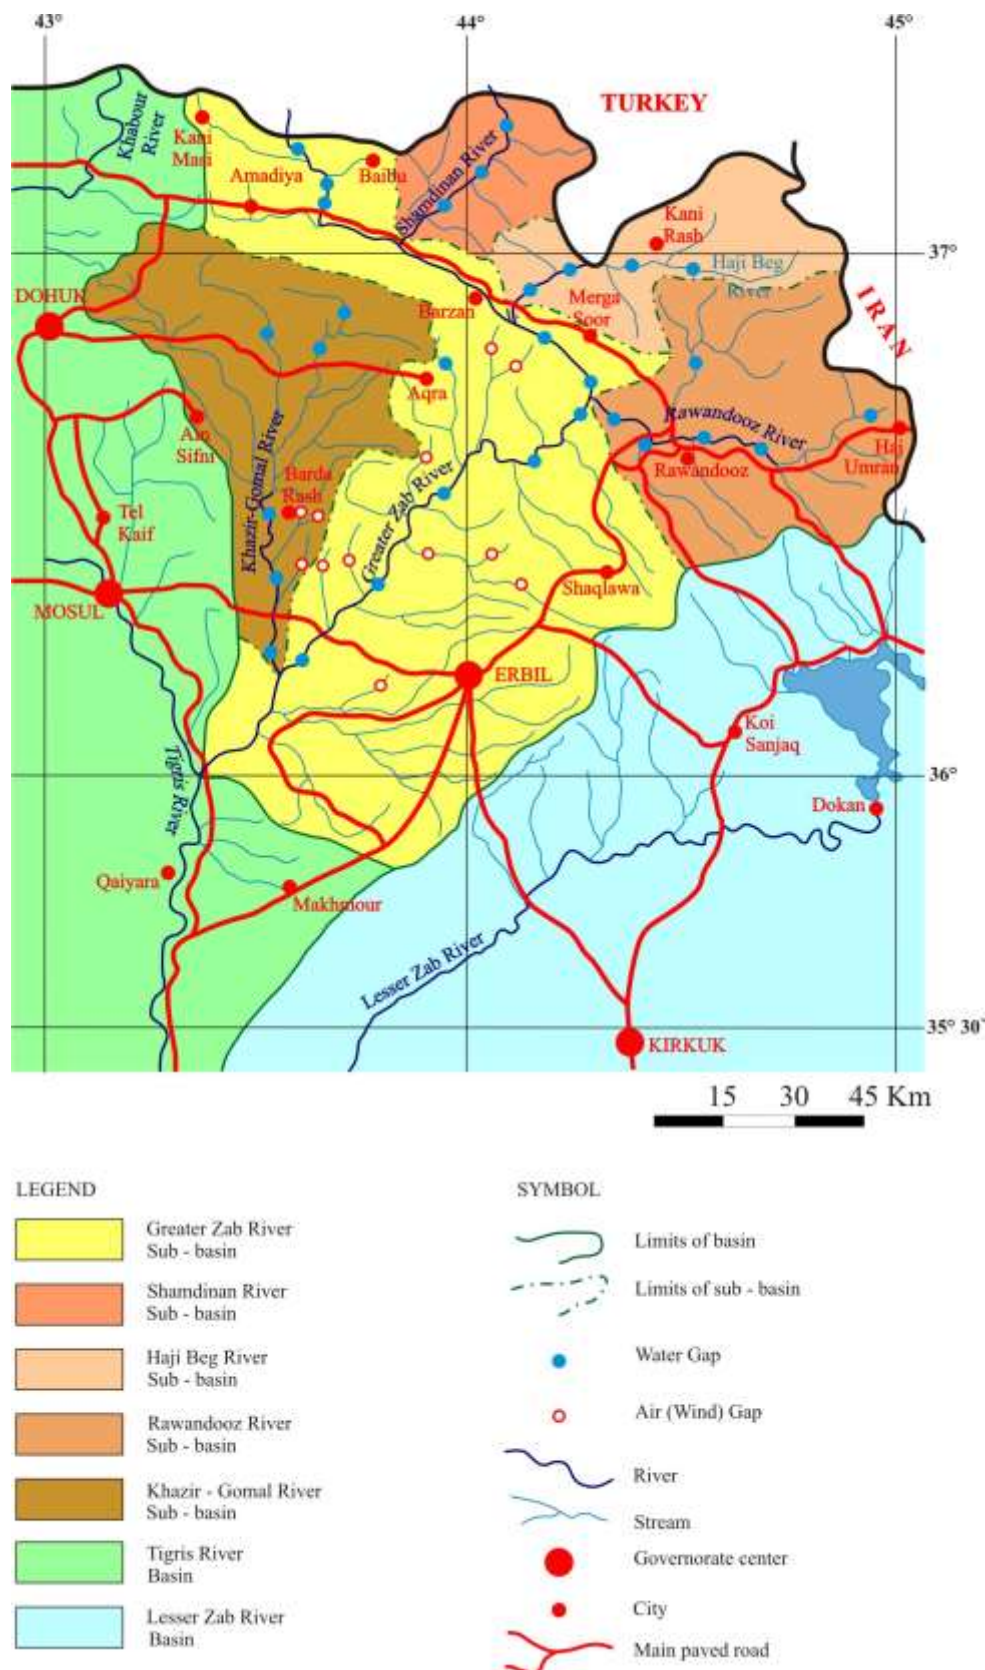 43°
44°
45°
TURKEY
Khabour
River
Kani
Masi
Amadiya
Baibu
Shamdinan River
Kani
Rash
37°
Haji Beg
River
DOHUK
Barzan
Merga
Soor
IRAN
Aqra
Ain
Sifni
Khazir-Gomal River
Rawandooz River
Haj
Umran
Barda
Rash
Greater Zab River
Rawandooz
Tel
Kaif
MOSUL
Shaqlawa
ERBIL
Koi
Sanjaq
Tigris River
36°
Dokan
Qaiyara
Makhmour
Lesser Zab River
35° 30`
KIRKUK
15 30 45 Km
LEGEND
Greater Zab River
Sub - basin
Shamdinan River
Sub - basin
Haji Beg River
Sub - basin
Rawandooz River
Sub - basin
Khazir - Gomal River
Sub - basin
Tigris River
Basin
Lesser Zab River
Basin
SYMBOL
Limits of basin
Limits of sub - basin
Water Gap
Air (Wind) Gap
River
Stream
Governorate center
City
Main paved road